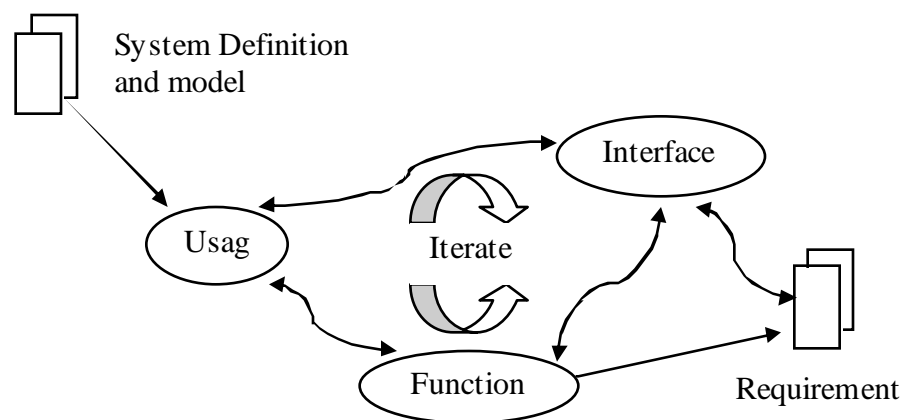 System Definition
and model
Interface
Usag
Iterate
Function
Requirement